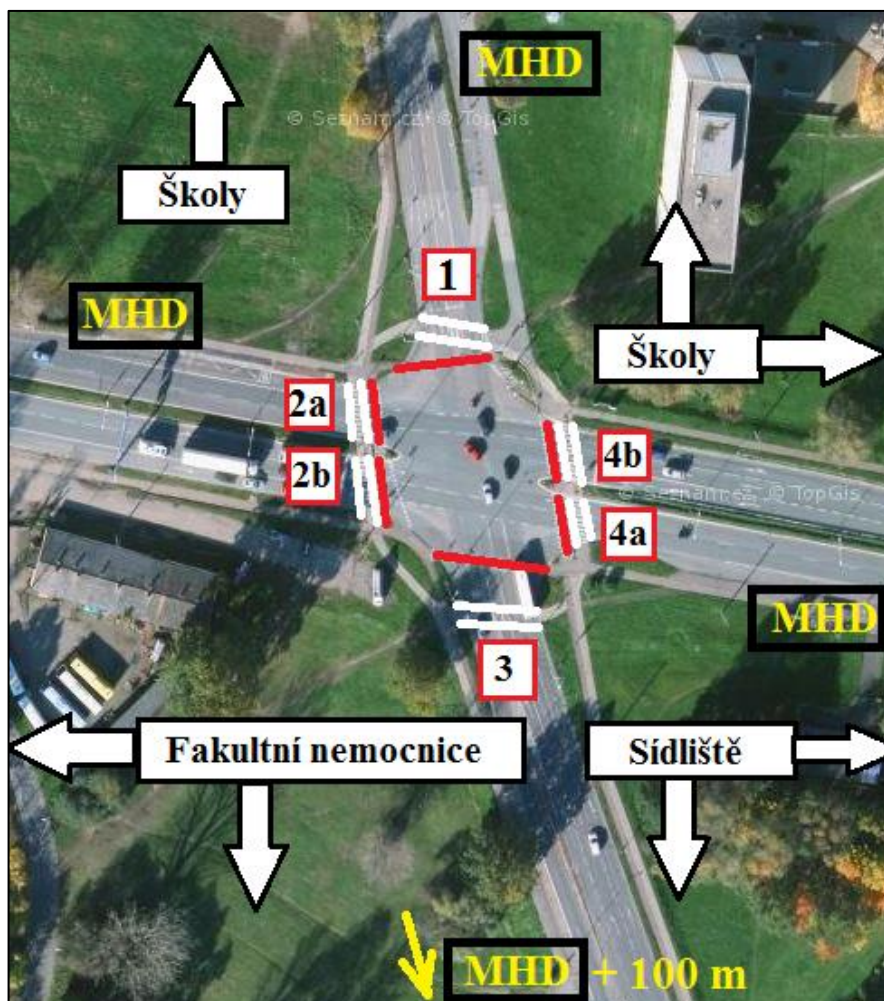 MHD
© Seznam.cz, © TopGis
Školy
1
MHD
Školy
2a
4b
2b
© Seznam.cz, © TopGis
4a
MHD
3
Fakultní nemocnice
Sídliště
MHD + 100 m